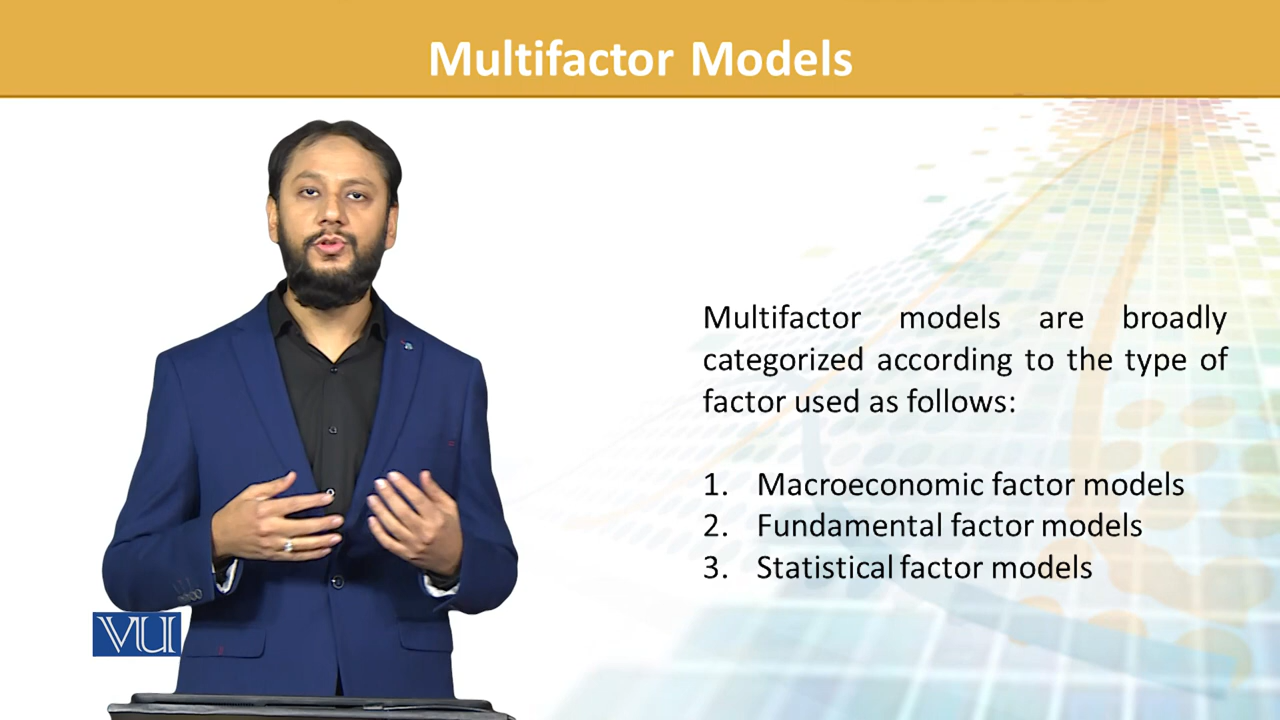 Multifactor Models
Multifactor models are broadly
categorized according to the type of
factor used as follows:
1. Macroeconomic factor models
2. Fundamental factor models
3. Statistical factor models
VU